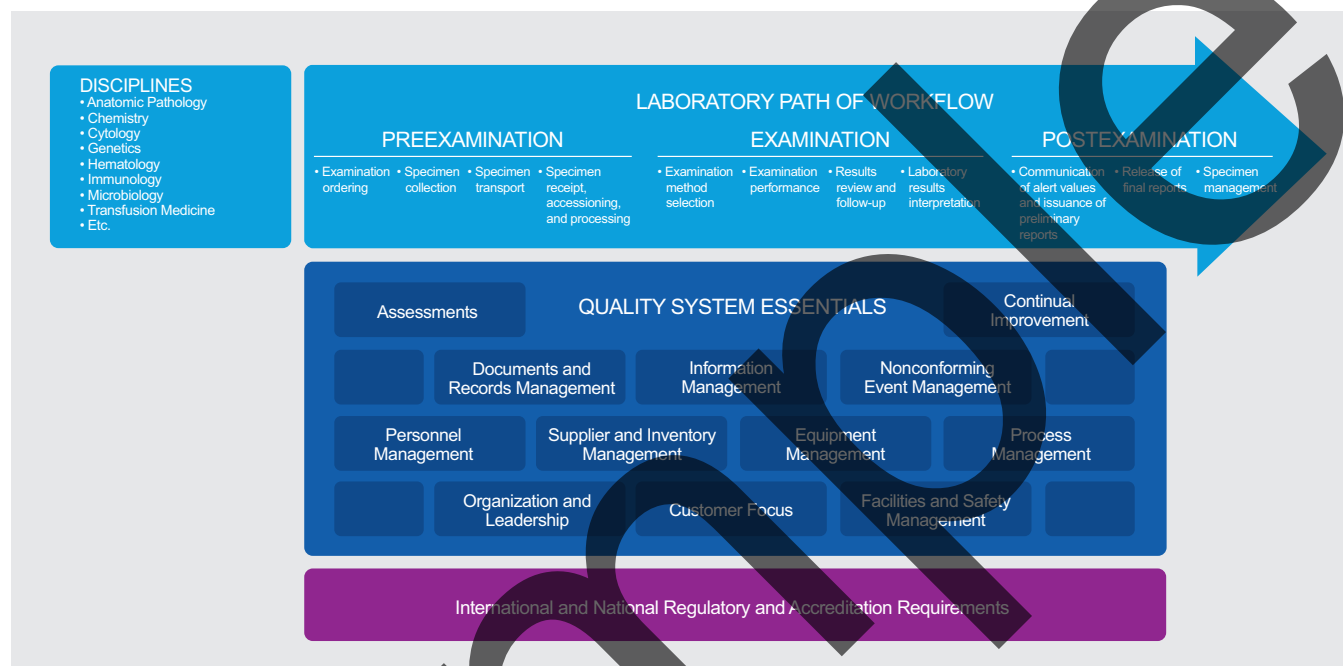 DISCIPLINES
• Anatomic Pathology
• Chemistry
• Cytology
• Genetics
• Hematology
• Immunology
• Microbiology
• Transfusion Medicine
• Etc.
LABORATORY PATH OF WORKFLOW
PREEXAMINATION
• Examination
ordering
• Specimen
collection
• Specimen
transport
• Specimen
receipt,
accessioning,
and processing
EXAMINATION
• Examination
method
selection
• Examination
performance
• Results
review and
follow-up
• Laboratory
results
interpretation
POSTEXAMINATION
• Communication
of alert values
and issuance of
preliminary
reports
• Release of
final reports
• Specimen
management
QUALITY SYSTEM ESSENTIALS
Assessments
Continual
Improvement
Documents and
Records Management
Information
Management
Nonconforming
Event Management
Personnel
Management
Supplier and Inventory
Management
Equipment
Management
Process
Management
Organization and
Leadership
Customer Focus
Facilities and Safety
Management
International and National Regulatory and Accreditation Requirements